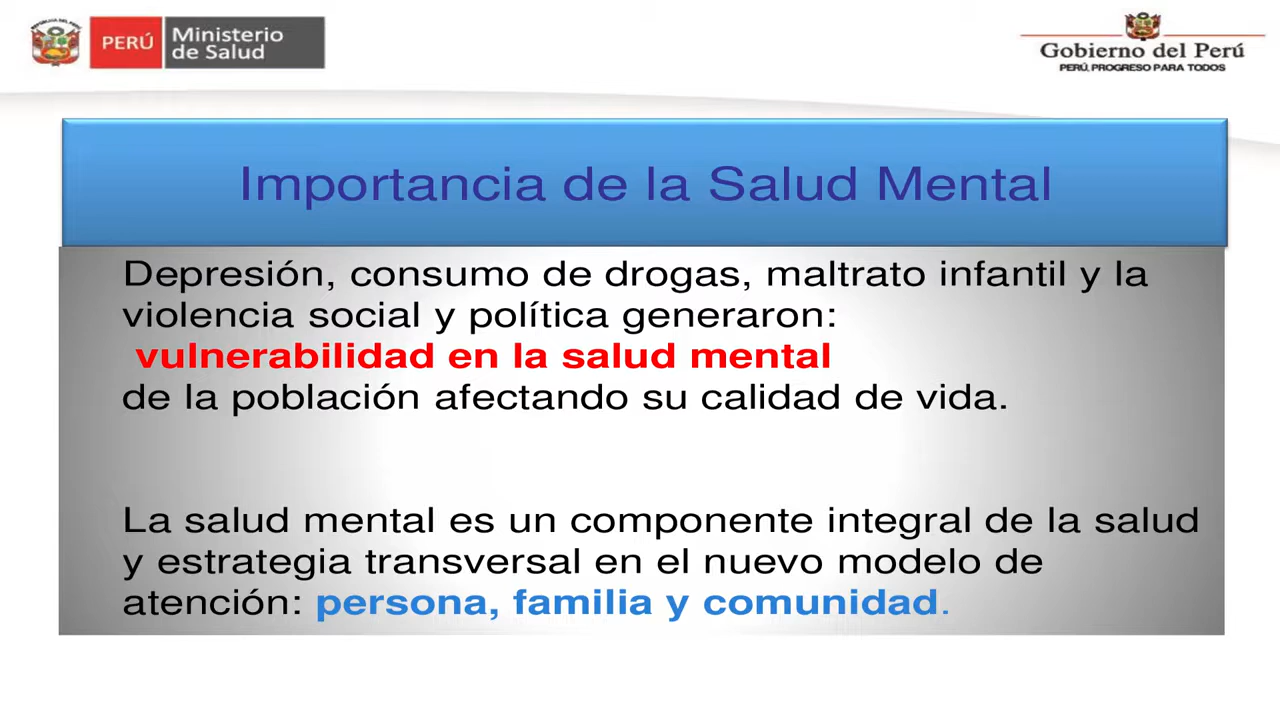 PERÚ
Ministerio
de Salud
Gobierno del Perú
PERÚ, PROGRESO PARA TODOS
Importancia de la Salud Mental
Depresión, consumo de drogas, maltrato infantil y la
violencia social y política generaron:
vulnerabilidad en la salud mental
de la población afectando su calidad de vida.
La salud mental es un componente integral de la salud
y estrategia transversal en el nuevo modelo de
atención: persona, familia y comunidad.